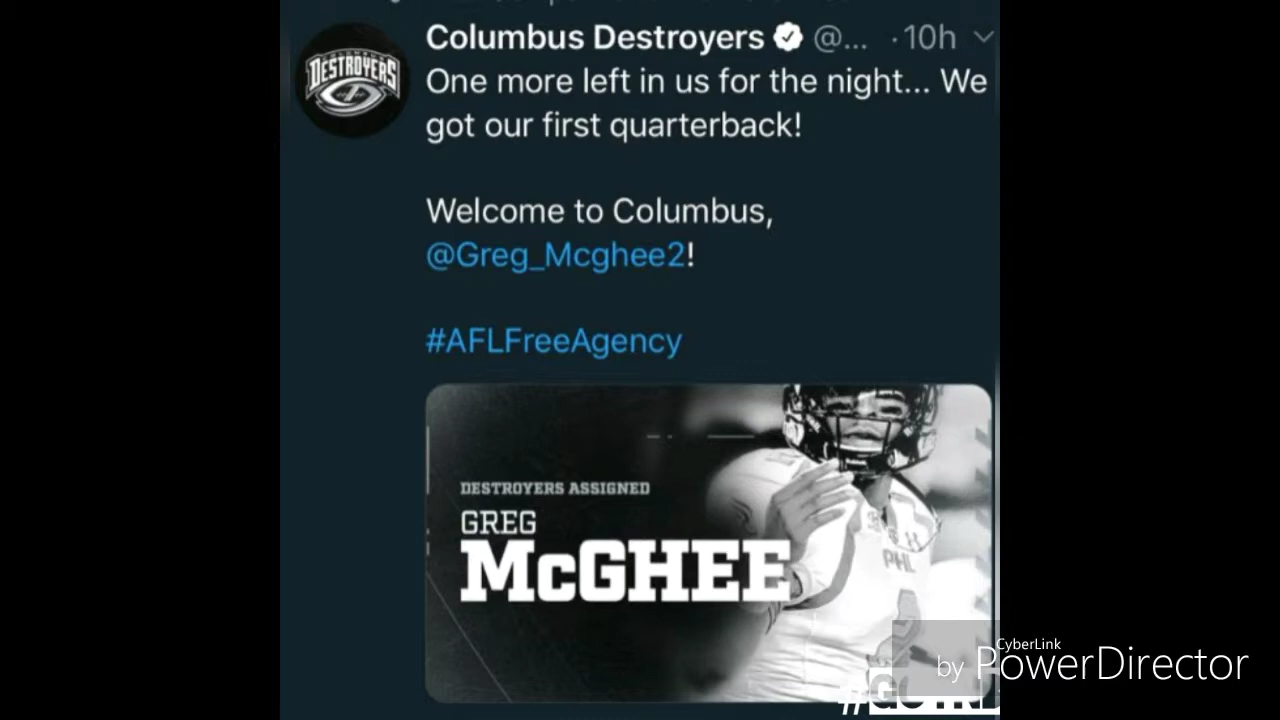 Columbus Destroyers @... · 10h
DESTROYERS
One more left in us for the night... We
got our first quarterback!
Welcome to Columbus,
@Greg_Mcghee2!
#AFLFreeAgency
DESTROYERS ASSIGNED
GREG
McGHEE
PHL
CyberLink
by PowerDirector